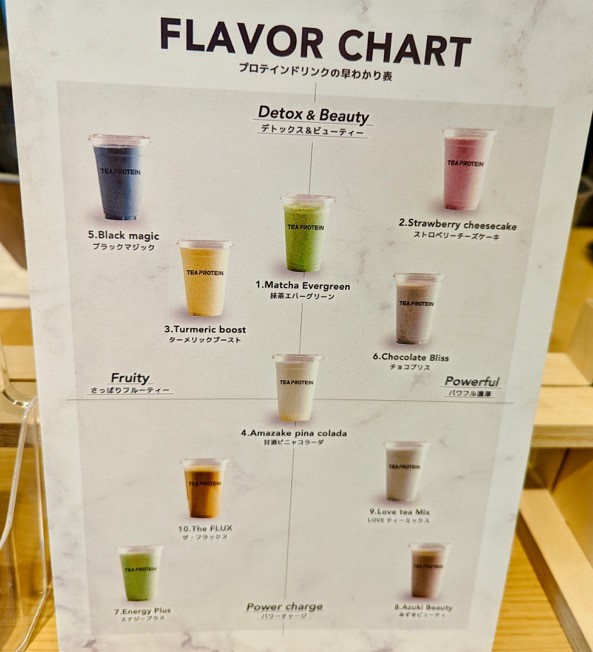 FLAVOR CHART
プロテインドリンクの早わかり表
Detox & Beauty
デトックス&ビューティー
TEA PROTEIN
5.Black magic
ブラックマジック
TEA PROTEIN
2.Strawberry cheesecake
ストロベリーチーズケーキ
TEA PROTEIN
1.Matcha Evergreen
抹茶エバーグリーン
TEA PROTEIN
3.Turmeric boost
ターメリックブースト
TEA PROTEIN
6.Chocolate Bliss
チョコブリス
Fruity
さっぱりフルーティー
Powerful
パワフル濃厚
TEA PROTEIN
4.Amazake pina colada
甘酒ピニャコラーダ
TEA PROTEIN
9.Love tea Mix
LOVE ティーミックス
TEA PROTEIN
10.The FLUX
ザ・フラックス
TEA PROTEIN
7.Energy Plus
エナジープラス
Power charge
パワーチャージ
TEA PROTEIN
8.Azuki Beauty
あずきビューティ